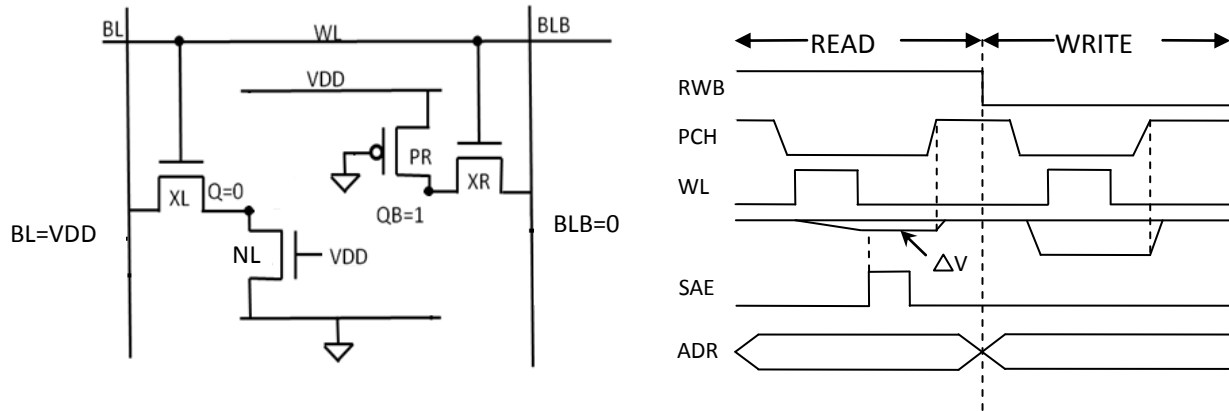 BL
WL
BLB
VDD
PR
XL
Q=0
XR
QB=1
BL=VDD
BLB=0
NL
VDD
READ
WRITE
RWB
PCH
WL
△V
SAE
ADR